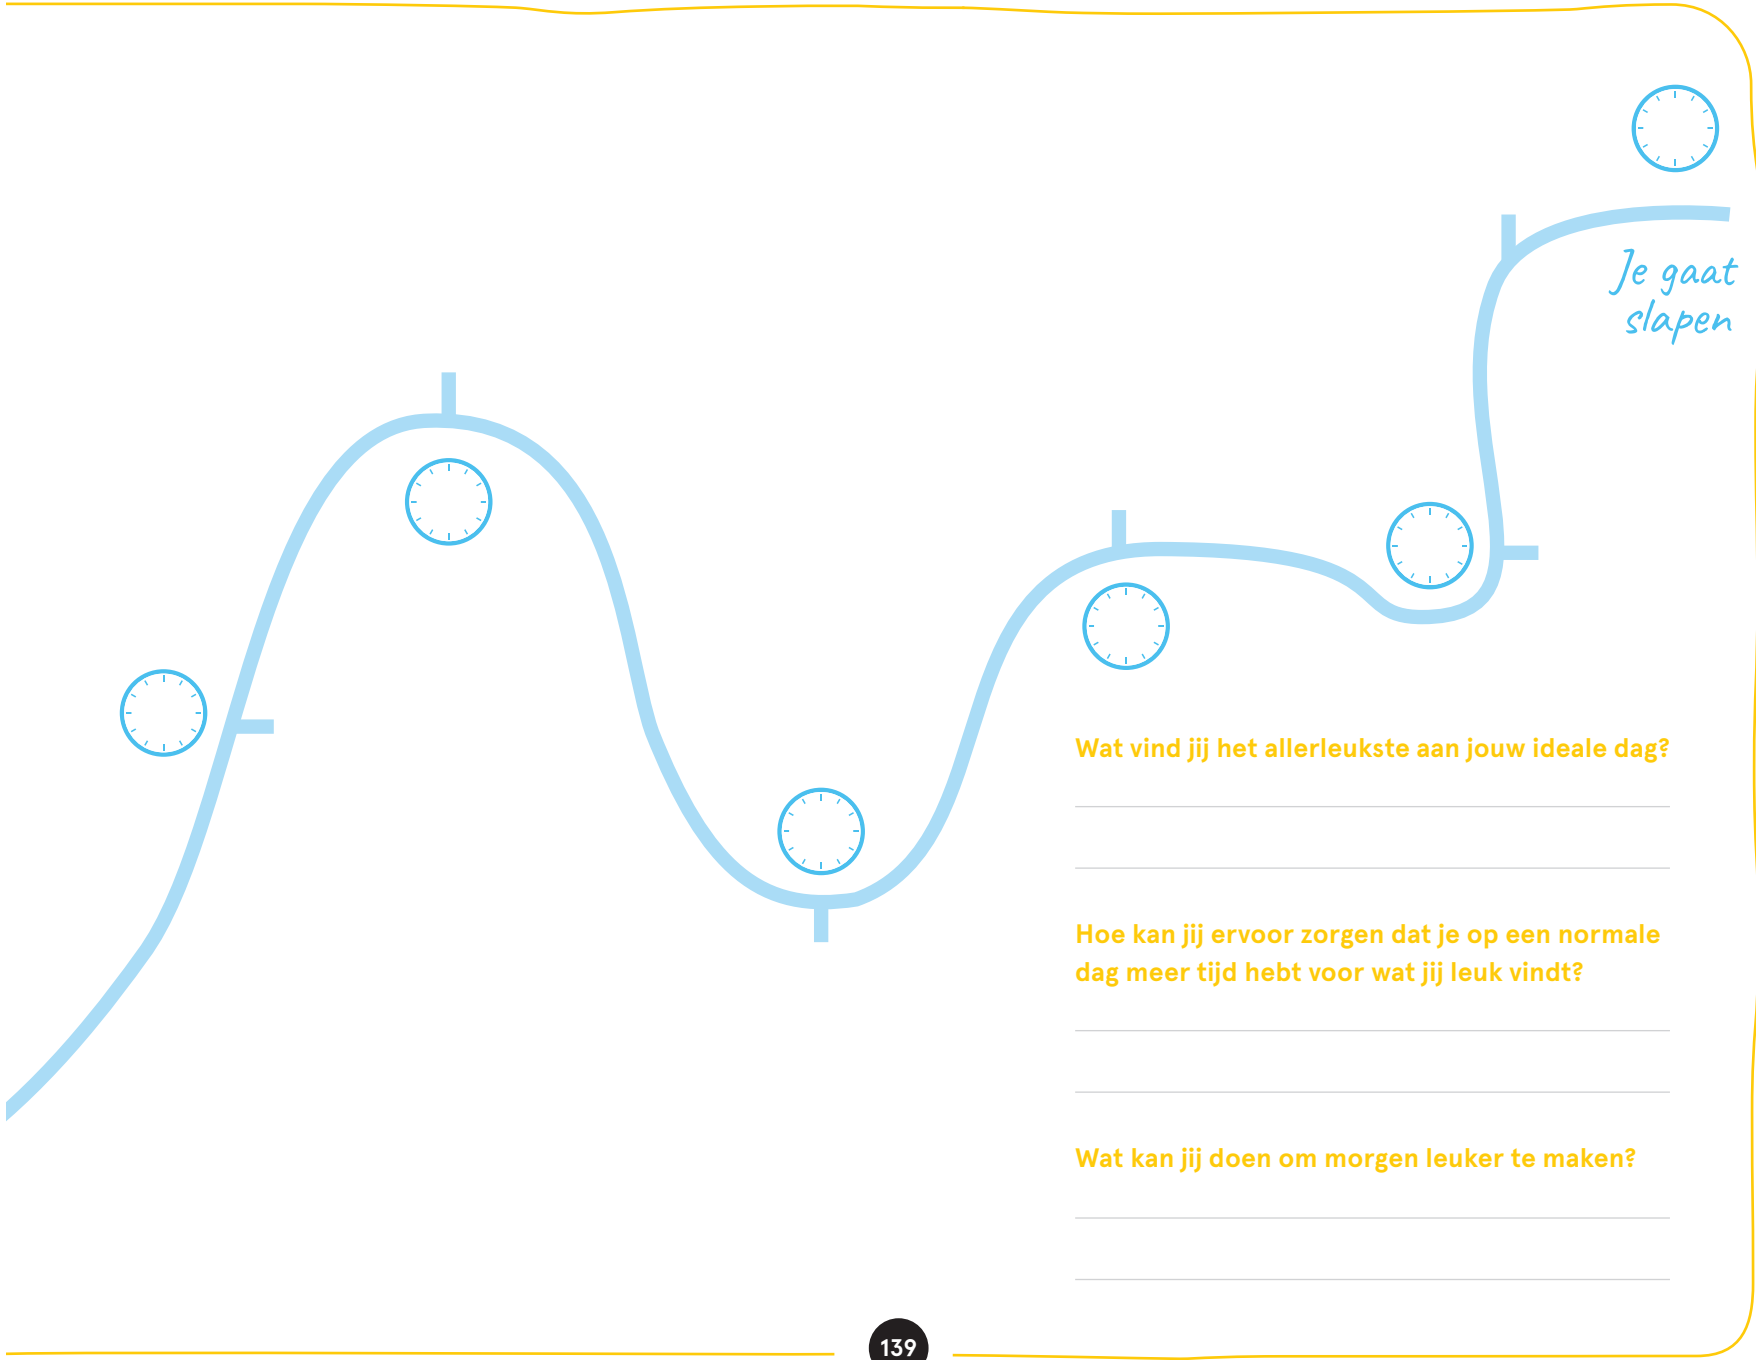 Je gaat
slapen
Wat vind jij het allerleukste aan jouw ideale dag?
Hoe kan jij ervoor zorgen dat je op een normale
dag meer tijd hebt voor wat jij leuk vindt?
Wat kan jij doen om morgen leuker te maken?
139